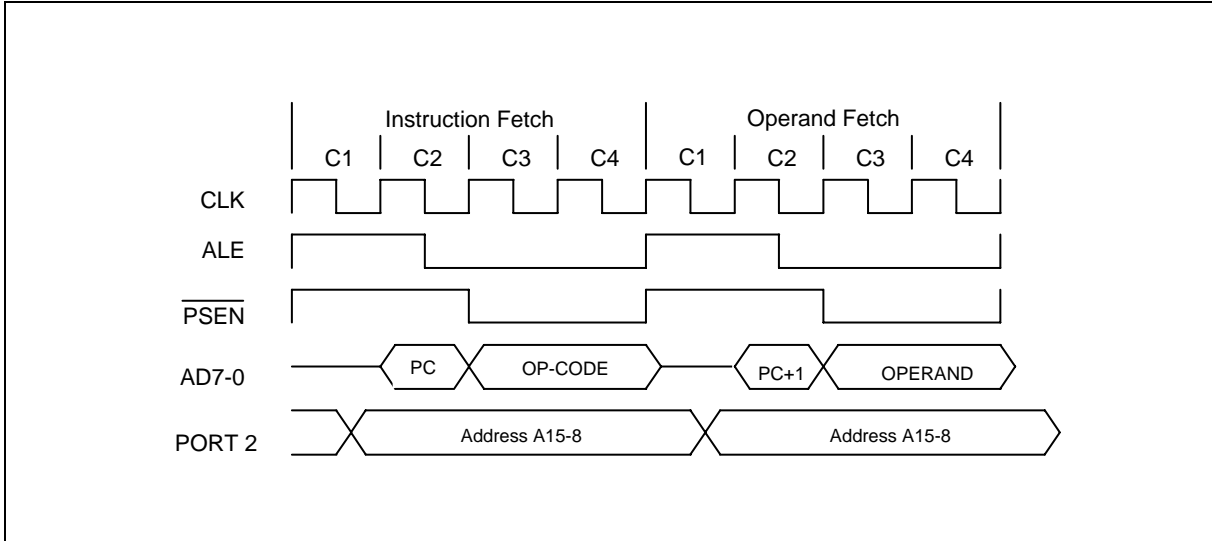 Instruction Fetch Operand Fetch
C1 C2 C3 C4 C1 C2 C3 C4
CLK
ALE
PSEN
AD7-0 PC OP-CODE PC+1 OPERAND
PORT 2 Address A15-8 Address A15-8